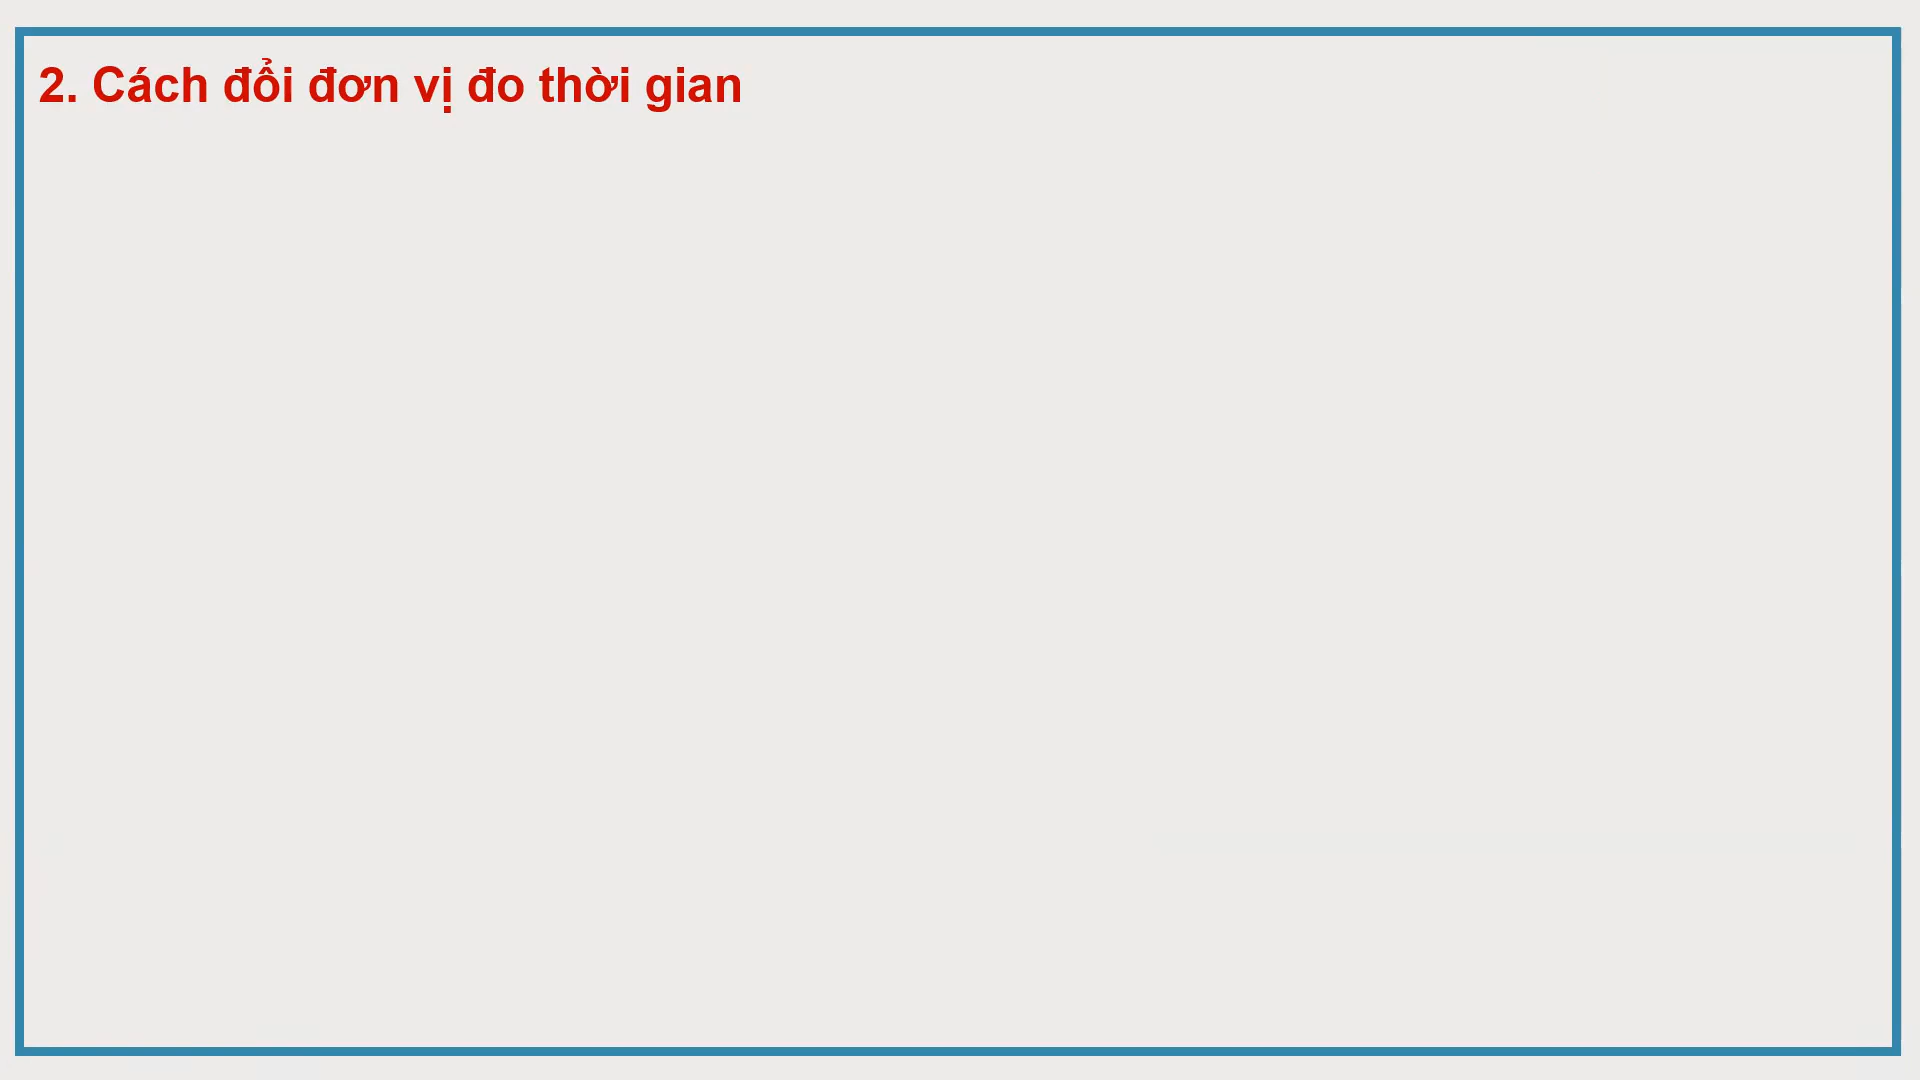 2. Cách đổi đơn vị đo thời gian